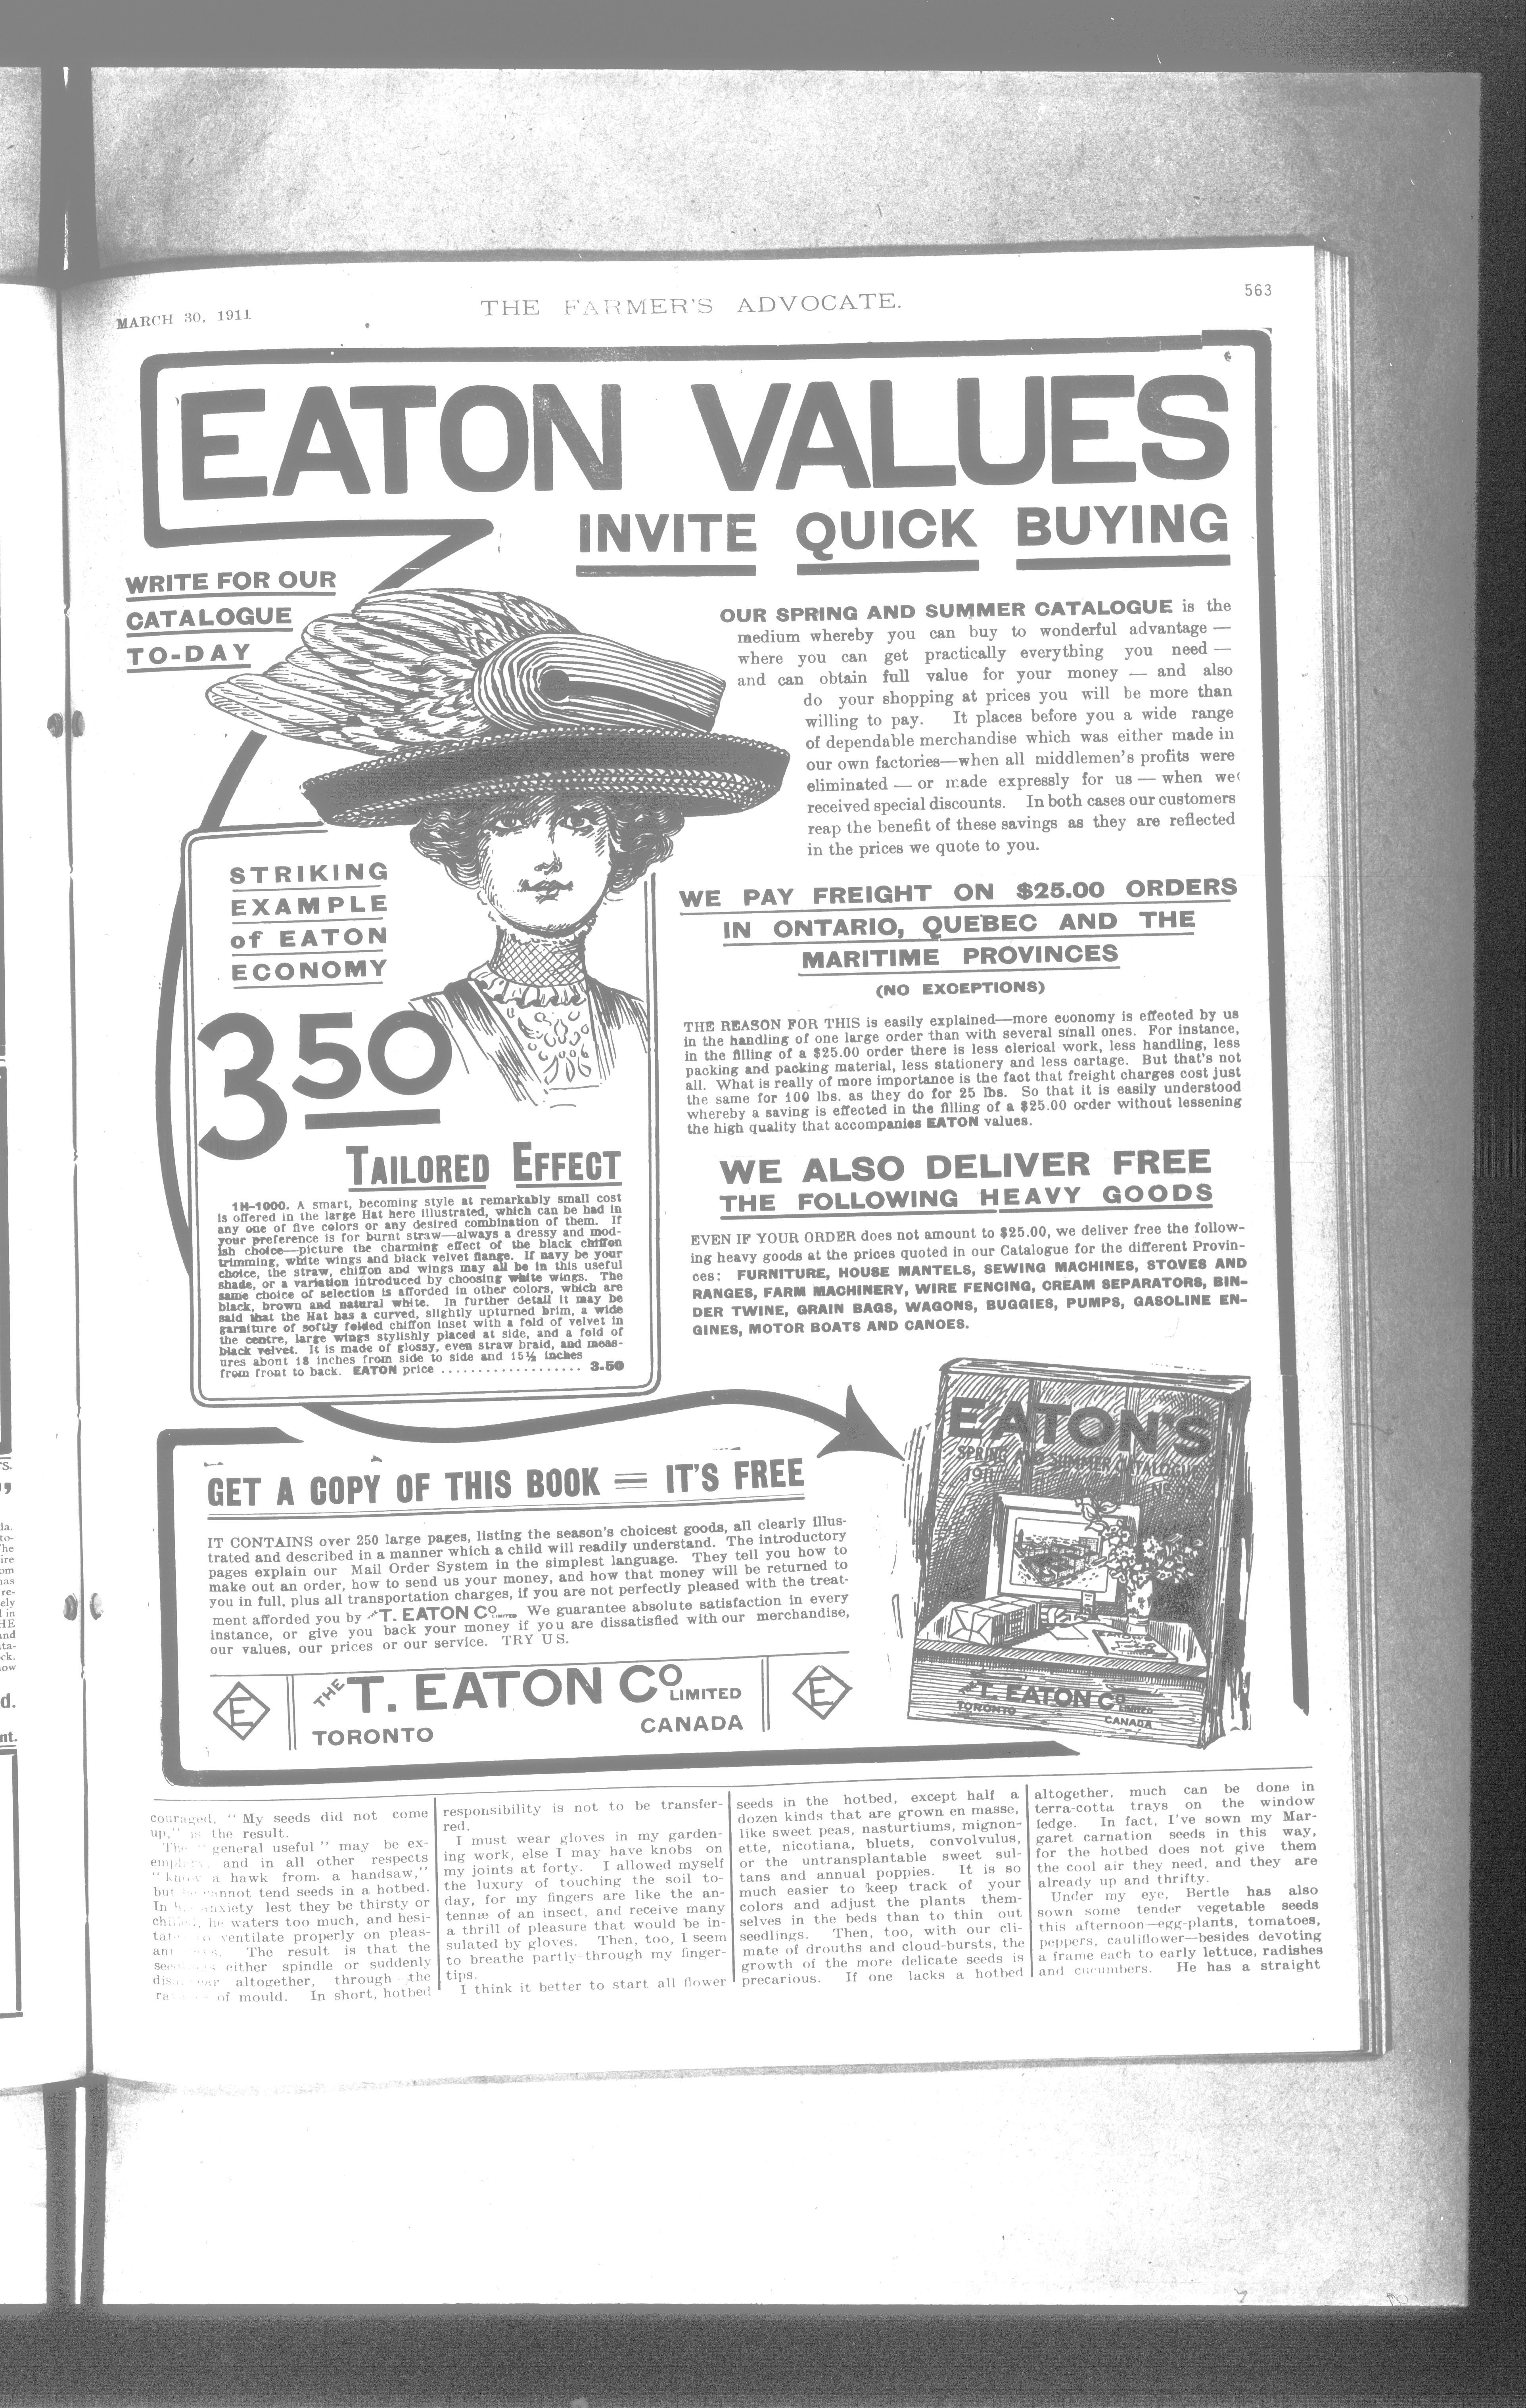 MARCH 30, 1911
THE FARMER'S ADVOCATE.
563
EATON VALUES
INVITE QUICK BUYING
WRITE FOR OUR
CATALOGUE
TO-DAY
OUR SPRING AND SUMMER CATALOGUE is the
medium whereby you can buy to wonderful advantage —
where you can get practically everything you need —
and can obtain full value for your money — and also
do your shopping at prices you will be more than
willing to pay. It places before you a wide range
of dependable merchandise which was either made in
our own factories—when all middlemen's profits were
eliminated — or made expressly for us — when we
received special discounts. In both cases our customers
reap the benefit of these savings as they are reflected
in the prices we quote to you.
STRIKING
EXAMPLE
of EATON
ECONOMY
3.50
TAILORED EFFECT
1H-1000. A smart, becoming style at remarkably small cost
is offered in the large Hat here illustrated, which can be had in
any one of five colors or any desired combination of them. If
your preference is for burnt straw—always a dressy and mod-
ish choice—picture the charming effect of the black chiffon
trimming, white wings and black velvet flange. If navy be your
choice, the straw, chiffon and wings may all be in this useful
shade, or a variation introduced by choosing white wings. The
same choice of selection is afforded in other colors, which are
black, brown and natural white. In further detail it may be
said that the Hat has a curved, slightly upturned brim, a wide
garniture of softly folded chiffon inset with a fold of velvet in
the centre, large wings stylishly placed at side, and a fold of
black velvet. It is made of glossy, even straw braid, and meas-
ures about 18 inches from side to side and 15½ inches
from front to back. EATON price .................... 3.50
WE PAY FREIGHT ON $25.00 ORDERS
IN ONTARIO, QUEBEC AND THE
MARITIME PROVINCES
(NO EXCEPTIONS)
THE REASON FOR THIS is easily explained—more economy is effected by us
in the handling of one large order than with several small ones. For instance,
in the filling of a $25.00 order there is less clerical work, less handling, less
packing and packing material, less stationery and less cartage. But that's not
all. What is really of more importance is the fact that freight charges cost just
the same for 100 lbs. as they do for 25 lbs. So that it is easily understood
whereby a saving is effected in the filling of a $25.00 order without lessening
the high quality that accompanies EATON values.
WE ALSO DELIVER FREE
THE FOLLOWING HEAVY GOODS
EVEN IF YOUR ORDER does not amount to $25.00, we deliver free the follow-
ing heavy goods at the prices quoted in our Catalogue for the different Provin-
ces: FURNITURE, HOUSE MANTELS, SEWING MACHINES, STOVES AND
RANGES, FARM MACHINERY, WIRE FENCING, CREAM SEPARATORS, BIN-
DER TWINE, GRAIN BAGS, WAGONS, BUGGIES, PUMPS, GASOLINE EN-
GINES, MOTOR BOATS AND CANOES.
GET A COPY OF THIS BOOK = IT'S FREE
IT CONTAINS over 250 large pages, listing the season's choicest goods, all clearly illus-
trated and described in a manner which a child will readily understand. The introductory
pages explain our Mail Order System in the simplest language. They tell you how to
make out an order, how to send us your money, and how that money will be returned to
you in full, plus all transportation charges, if you are not perfectly pleased with the treat-
ment afforded you by THE T. EATON CO LIMITED We guarantee absolute satisfaction in every
instance, or give you back your money if you are dissatisfied with our merchandise,
our values, our prices or our service. TRY US.
E
THE T. EATON CO LIMITED
TORONTO CANADA
E
EATON'S
SPRING AND SUMMER CATALOGUE
1911
THE T. EATON CO LIMITED
TORONTO CANADA
couraged. "My seeds did not come
up," is the result.
The "general useful" may be ex-
emplary, and in all other respects
"know a hawk from a handsaw,"
but he cannot tend seeds in a hotbed.
In his anxiety lest they be thirsty or
chilled, he waters too much, and hesi-
tates to ventilate properly on pleas-
ant days. The result is that the
seedlings either spindle or suddenly
disappear altogether, through the
ravages of mould. In short, hotbed
responsibility is not to be transfer-
red.
I must wear gloves in my garden-
ing work, else I may have knobs on
my joints at forty. I allowed myself
the luxury of touching the soil to-
day, for my fingers are like the an-
tennæ of an insect, and receive many
a thrill of pleasure that would be in-
sulated by gloves. Then, too, I seem
to breathe partly through my finger-
tips.
I think it better to start all flower
seeds in the hotbed, except half a
dozen kinds that are grown en masse,
like sweet peas, nasturtiums, mignon-
ette, nicotiana, bluets, convolvulus,
or the untransplantable sweet sul-
tans and annual poppies. It is so
much easier to keep track of your
colors and adjust the plants them-
selves in the beds than to thin out
seedlings. Then, too, with our cli-
mate of drouths and cloud-bursts, the
growth of the more delicate seeds is
precarious. If one lacks a hotbed
altogether, much can be done in
terra-cotta trays on the window
ledge. In fact, I've sown my Mar-
garet carnation seeds in this way,
for the hotbed does not give them
the cool air they need, and they are
already up and thrifty.
Under my eye, Bertle has also
sown some tender vegetable seeds
this afternoon—egg-plants, tomatoes,
peppers, cauliflower—besides devoting
a frame each to early lettuce, radishes
and cucumbers. He has a straight